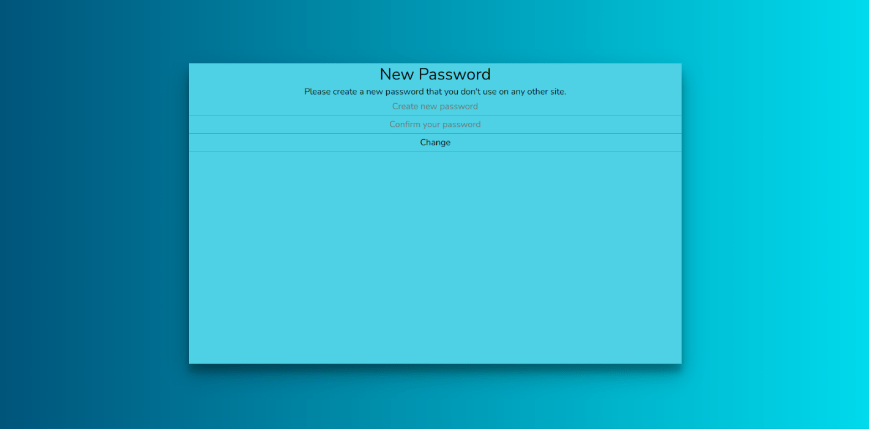 New Password
Please create a new password that you don't use on any other site.
Create new password
Confirm your password
Change